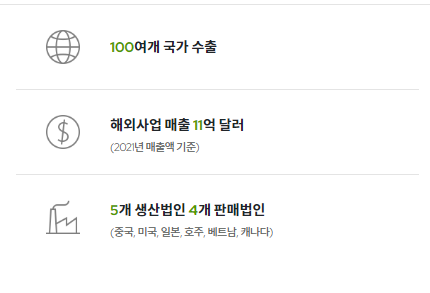 100여개 국가 수출
해외사업 매출 11억 달러
(2021년 매출액 기준)
5개 생산법인 4개 판매법인
(중국, 미국, 일본, 호주, 베트남, 캐나다)